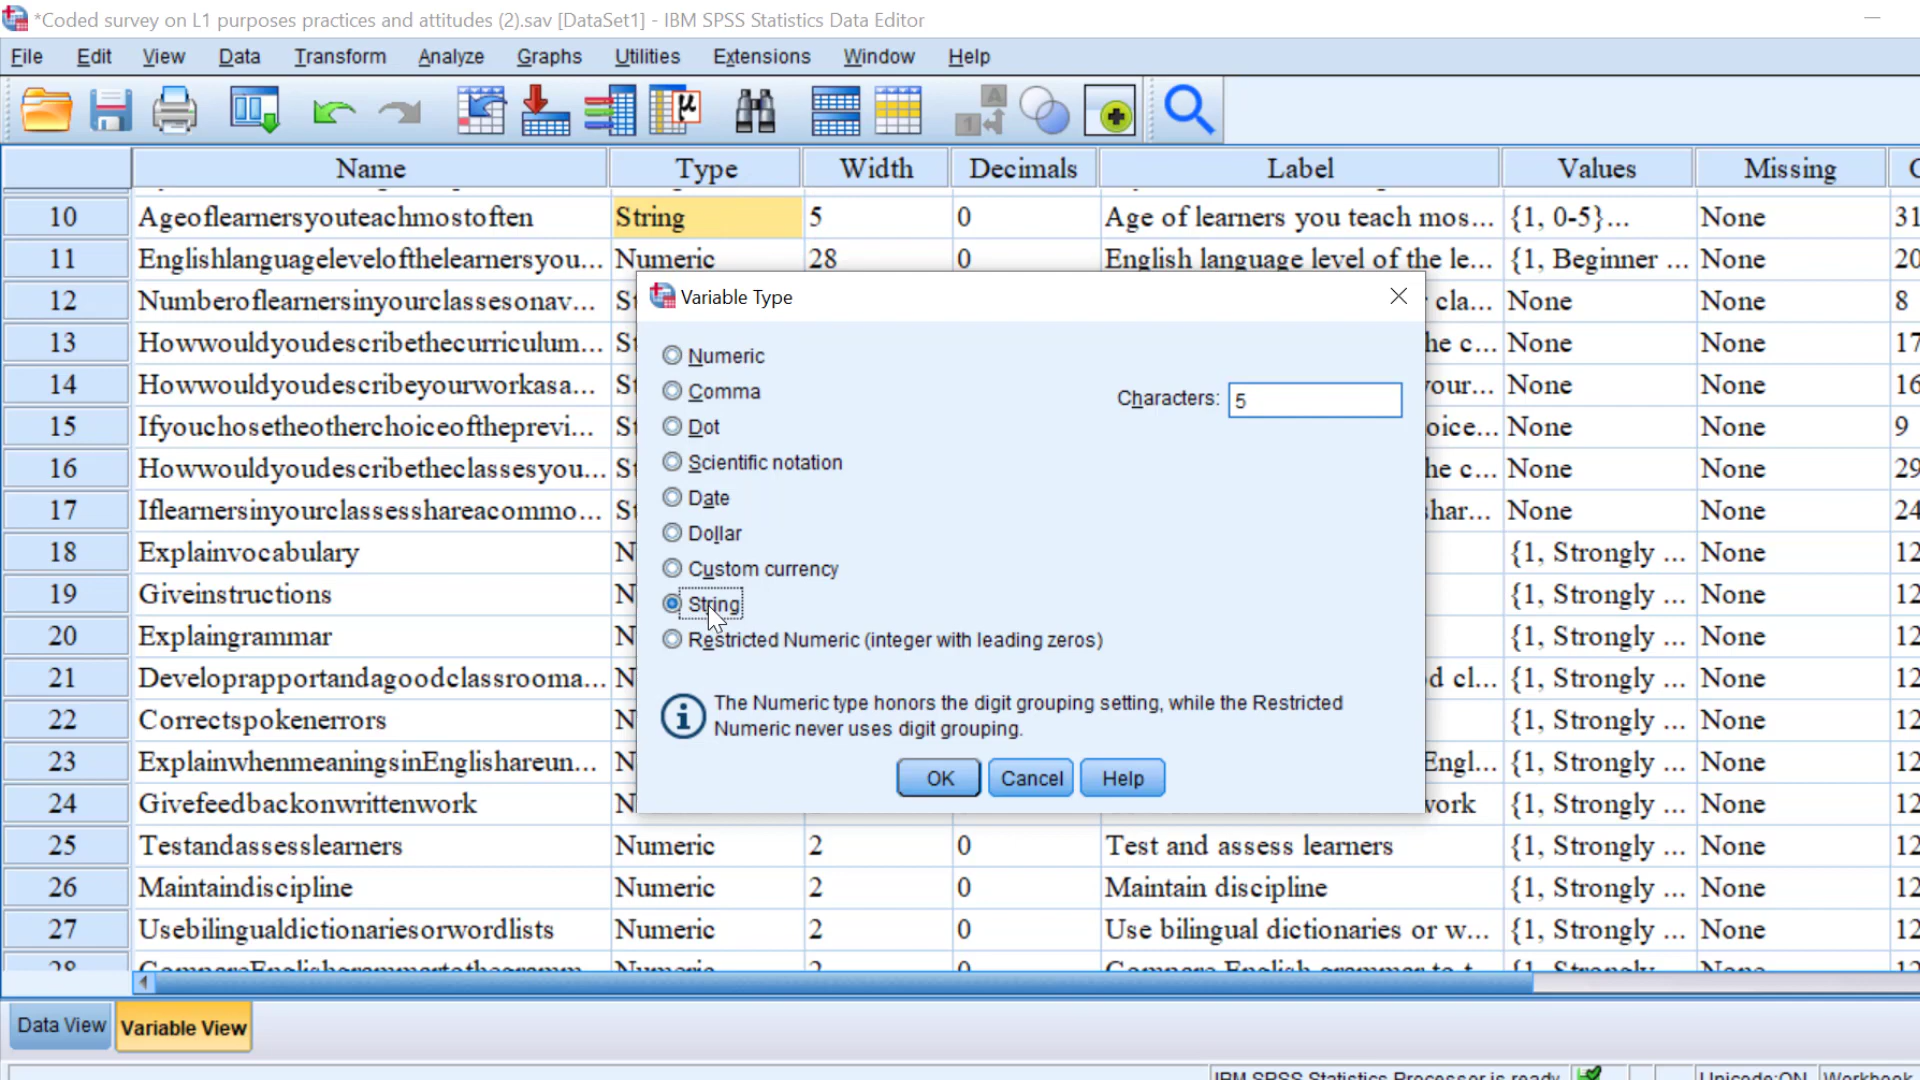 *Coded survey on L1 purposes practices and attitudes (2).sav [DataSet1] - IBM SPSS Statistics Data Editor
File Edit View Data Transform Analyze Graphs Utilities Extensions Window Help
Name Type Width Decimals Label Values Missing
10 Ageoflearnersyouteachmostoften String 5 0 Age of learners you teach mos... {1, 0-5}... None 31
11 Englishlanguagelevelofthelearnersyou... Numeric 28 0 English language level of the le... {1, Beginner ... None 20
12 Numberoflearnersinyourclassesonav... cla... None None 8
13 Howwouldyoudescribethecurriculum... he c... None None 17
14 Howwouldyoudescribeyourworkasa... our... None None 16
15 Ifyouchosetheotherchoiceoftheprevi... oice... None None 9
16 Howwouldyoudescribetheclassesyou... he c... None None 29
17 Iflearnersinyourclassesshareacommo... har... None None 24
18 Explainvocabulary {1, Strongly ... None 12
19 Giveinstructions {1, Strongly ... None 12
20 Explaingrammar {1, Strongly ... None 12
21 Developrapportandagoodclassrooma... d cl... {1, Strongly ... None 12
22 Correctspokenerrors {1, Strongly ... None 12
23 ExplainwhenmeaningsinEnglishareun... Engl... {1, Strongly ... None 12
24 Givefeedbackonwrittenwork work {1, Strongly ... None 12
25 Testandassesslearners Numeric 2 0 Test and assess learners {1, Strongly ... None 12
26 Maintaindiscipline Numeric 2 0 Maintain discipline {1, Strongly ... None 12
27 Usebilingualdictionariesorwordlists Numeric 2 0 Use bilingual dictionaries or w... {1, Strongly ... None 12
Variable Type
Numeric
Comma
Characters: 5
Dot
Scientific notation
Date
Dollar
Custom currency
String
Restricted Numeric (integer with leading zeros)
The Numeric type honors the digit grouping setting, while the Restricted
Numeric never uses digit grouping.
OK Cancel Help
Data View Variable View
IBM SPSS Statistics Processor is ready Unicode:ON